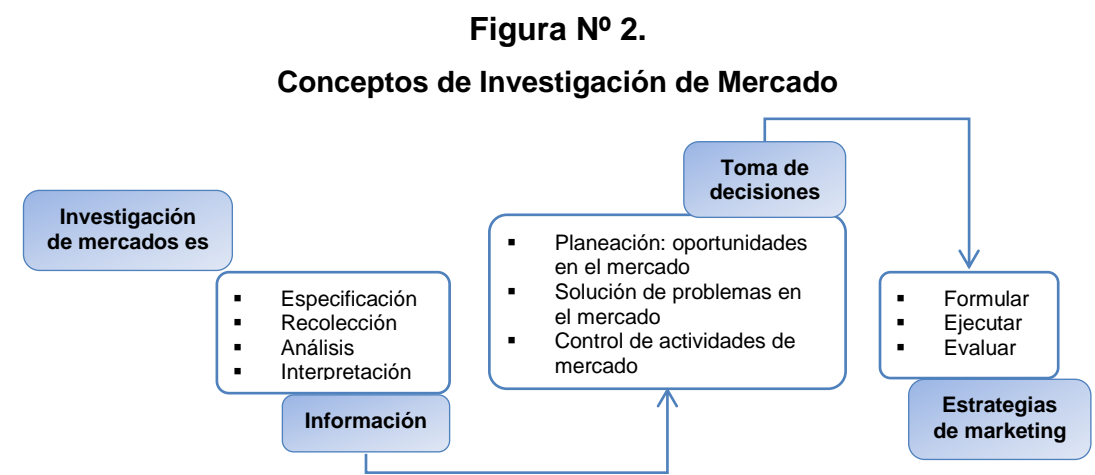 Figura Nº 2.
Conceptos de Investigación de Mercado
Investigación
de mercados es
▪ Especificación
▪ Recolección
▪ Análisis
▪ Interpretación
Información
Toma de
decisiones
▪ Planeación: oportunidades
en el mercado
▪ Solución de problemas en
el mercado
▪ Control de actividades de
mercado
▪ Formular
▪ Ejecutar
▪ Evaluar
Estrategias
de marketing